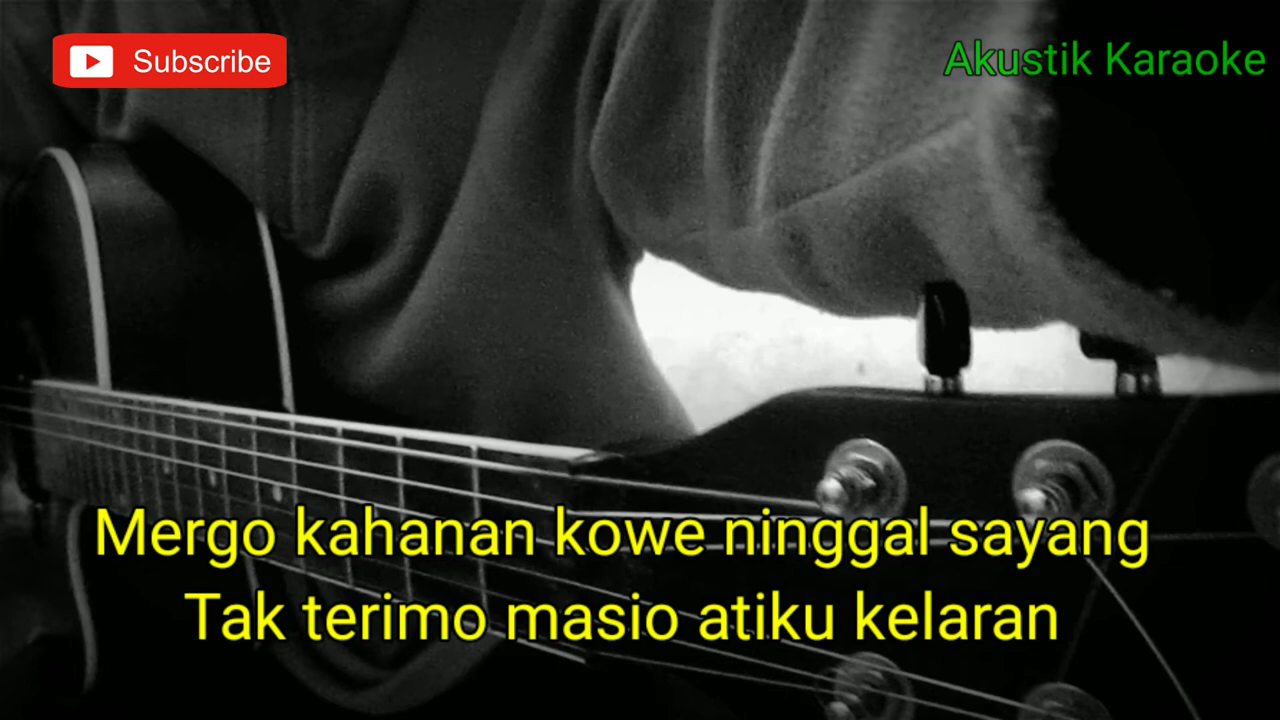 Subscribe
Akustik Karaoke
Mergo kahanan kowe ninggal sayang
Tak terimo masio atiku kelaran